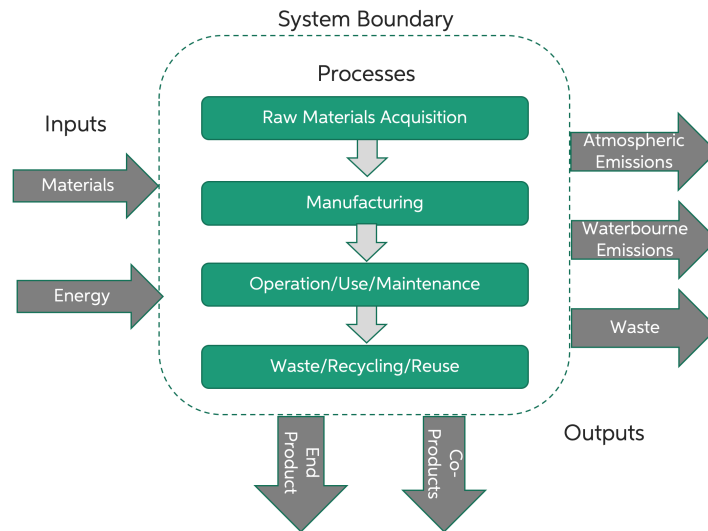 System Boundary
Processes
Inputs
Raw Materials Acquisition
Atmospheric
Emissions
Materials
Manufacturing
Waterbourne
Emissions
Energy
Operation/Use/Maintenance
Waste
Waste/Recycling/Reuse
Outputs
End
Product
Co-
Products